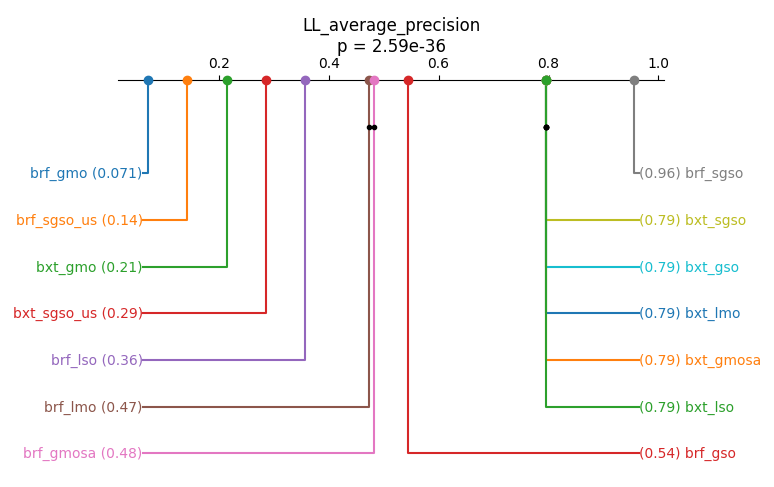 LL_average_precision
p = 2.59e-36
0.2 0.4 0.6 0.8 1.0
brf_gmo (0.071) (0.96) brf_sgso
brf_sgso_us (0.14) (0.79) bxt_sgso
bxt_gmo (0.21) (0.79) bxt_gso
bxt_sgso_us (0.29) (0.79) bxt_lmo
brf_lso (0.36) (0.79) bxt_gmosa
brf_lmo (0.47) (0.79) bxt_lso
brf_gmosa (0.48) (0.54) brf_gso